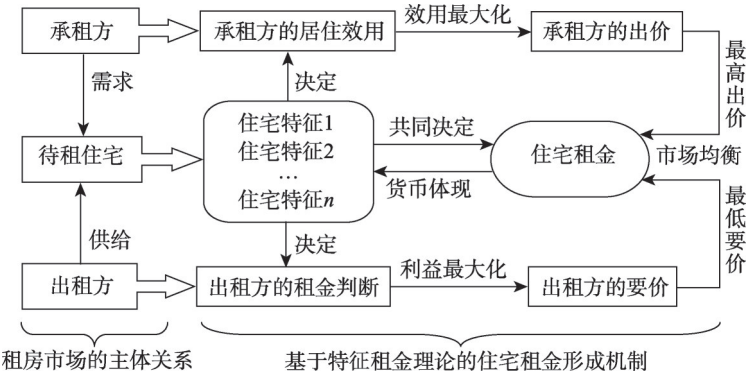 承租方
承租方的居住效用
效用最大化
承租方的出价
需求
决定
最高出价
待租住宅
住宅特征1
住宅特征2
…
住宅特征n
共同决定
货币体现
住宅租金
市场均衡
供给
决定
最低要价
出租方
出租方的租金判断
利益最大化
出租方的要价
租房市场的主体关系
基于特征租金理论的住宅租金形成机制